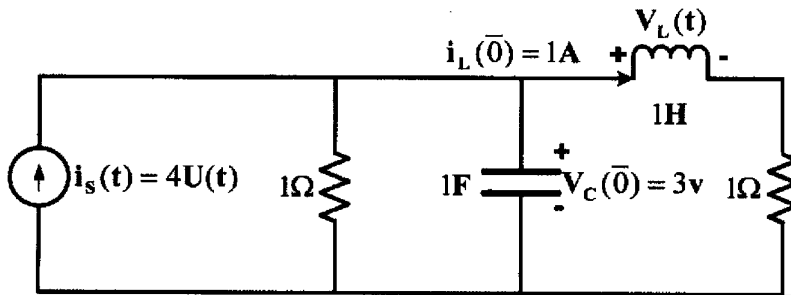 V_L(t)
i_L(0̄) = 1A + -
1H
i_s(t) = 4U(t) 1Ω 1F + V_C(0̄) = 3v - 1Ω